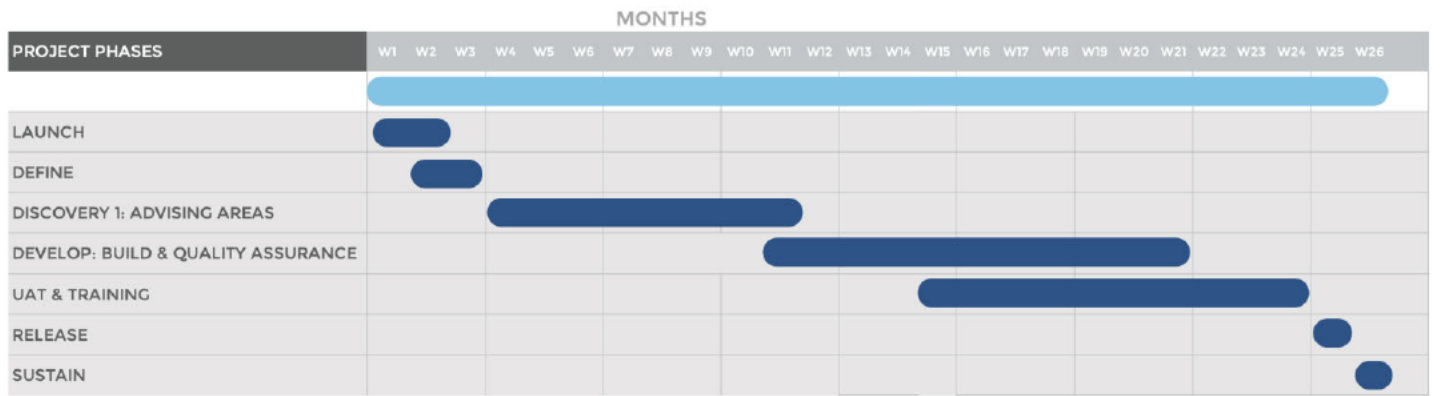 MONTHS
PROJECT PHASES W1 W2 W3 W4 W5 W6 W7 W8 W9 W10 W11 W12 W13 W14 W15 W16 W17 W18 W19 W20 W21 W22 W23 W24 W25 W26
LAUNCH
DEFINE
DISCOVERY 1: ADVISING AREAS
DEVELOP: BUILD & QUALITY ASSURANCE
UAT & TRAINING
RELEASE
SUSTAIN